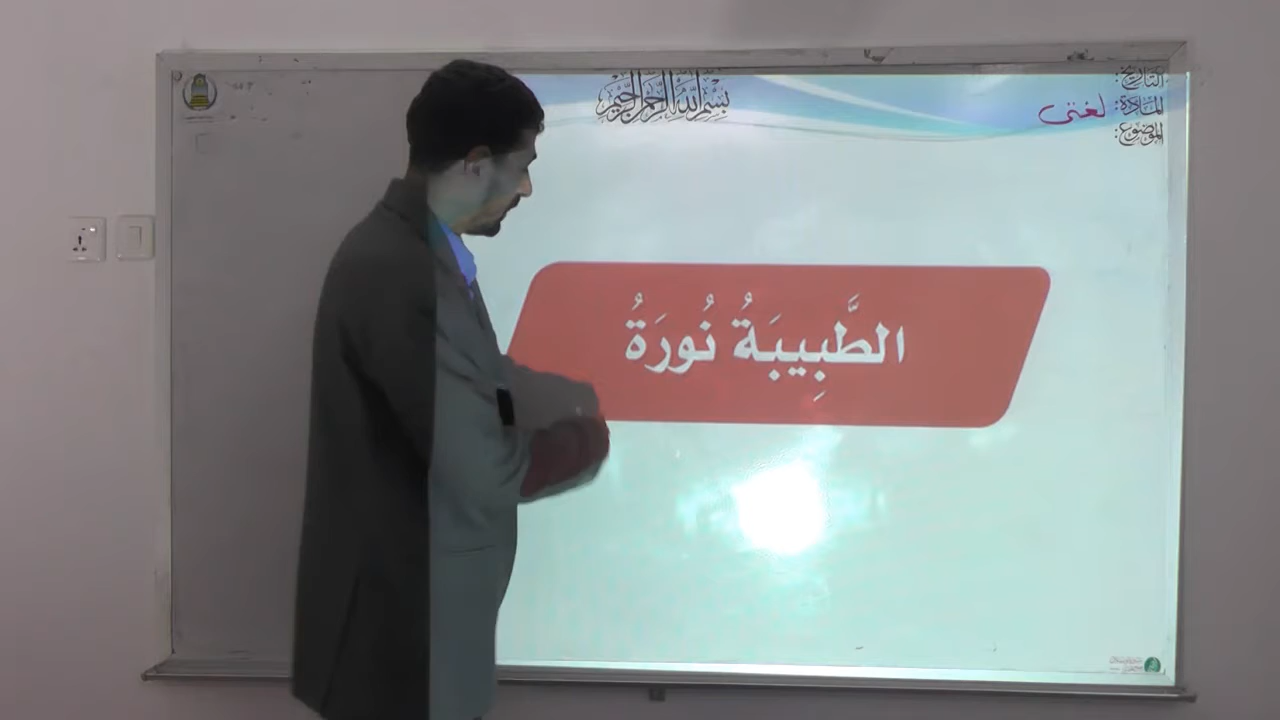 بسم الله الرحمن الرحيم
التاريخ:
المادة: لغتي
الموضوع:
الطَّبِيبَةُ نُورَةُ